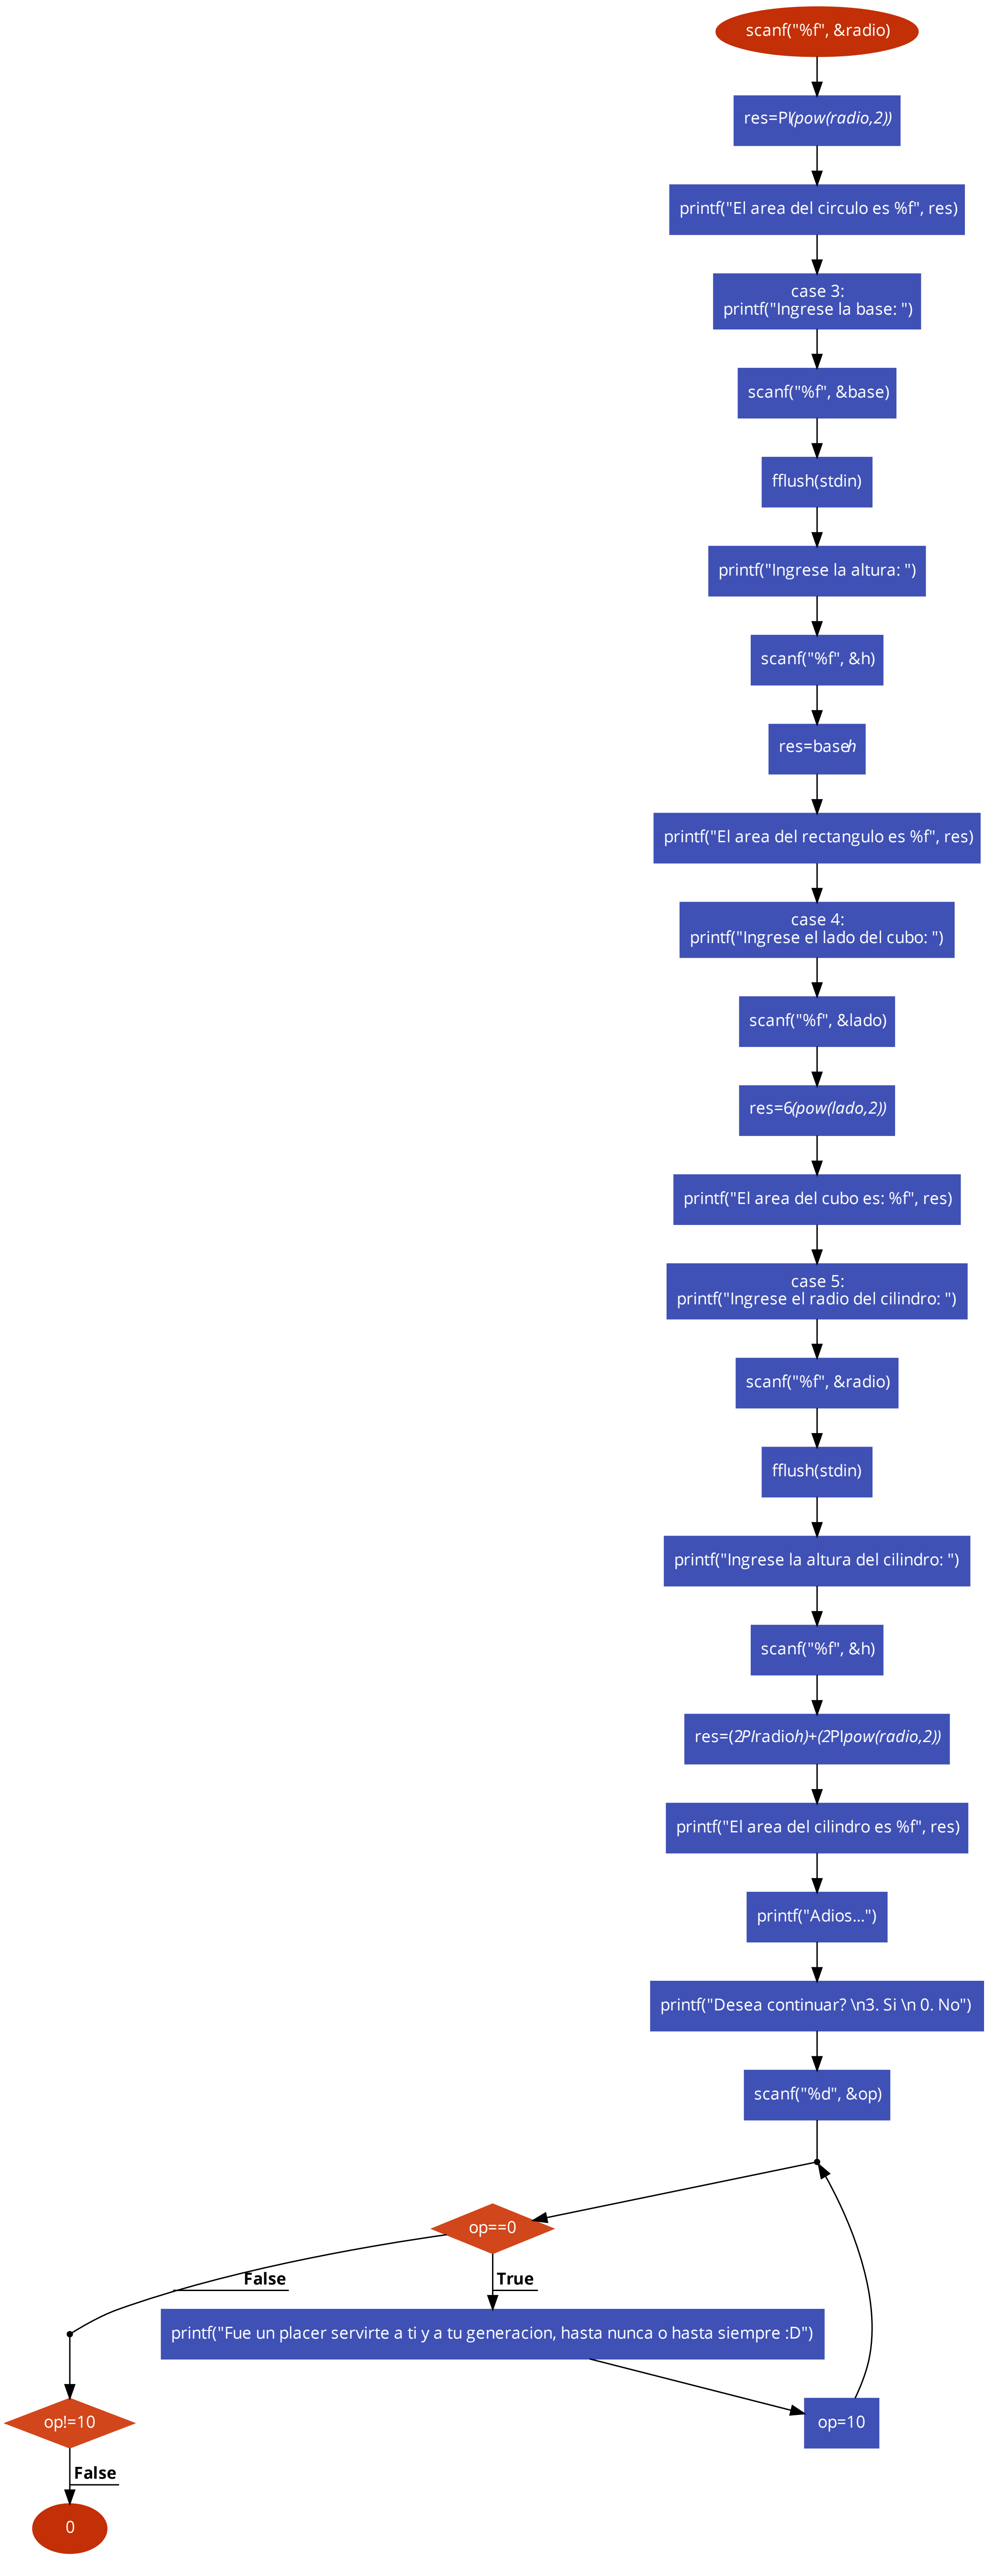 scanf("%f", &radio)
res=PI(pow(radio,2))
printf("El area del circulo es %f", res)
case 3:
printf("Ingrese la base: ")
scanf("%f", &base)
fflush(stdin)
printf("Ingrese la altura: ")
scanf("%f", &h)
res=baseh
printf("El area del rectangulo es %f", res)
case 4:
printf("Ingrese el lado del cubo: ")
scanf("%f", &lado)
res=6(pow(lado,2))
printf("El area del cubo es: %f", res)
case 5:
printf("Ingrese el radio del cilindro: ")
scanf("%f", &radio)
fflush(stdin)
printf("Ingrese la altura del cilindro: ")
scanf("%f", &h)
res=(2PIradioh)+(2PIpow(radio,2))
printf("El area del cilindro es %f", res)
printf("Adios...")
printf("Desea continuar? \n3. Si \n 0. No")
scanf("%d", &op)
op==0
False
True
printf("Fue un placer servirte a ti y a tu generacion, hasta nunca o hasta siempre :D")
op!=10
op=10
False
0